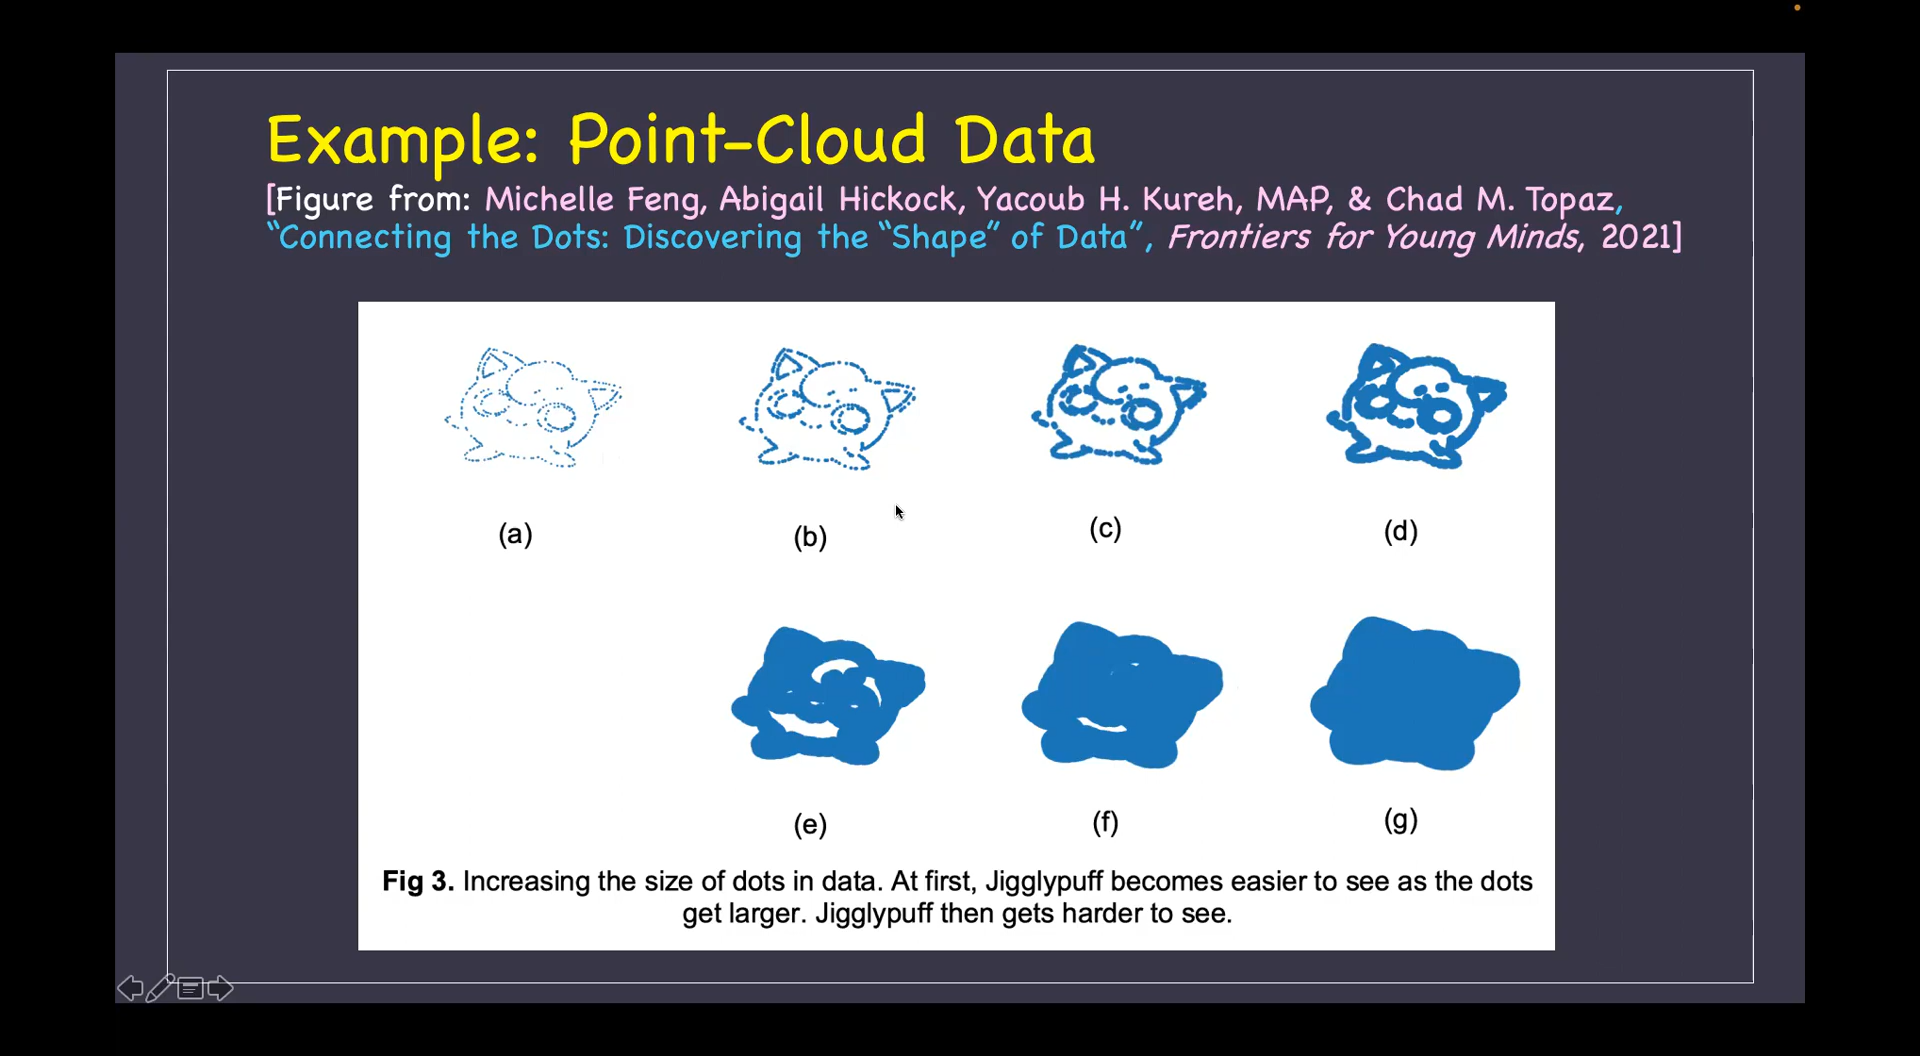 Example: Point-Cloud Data
[Figure from: Michelle Feng, Abigail Hickock, Yacoub H. Kureh, MAP, & Chad M. Topaz,
“Connecting the Dots: Discovering the “Shape” of Data”, Frontiers for Young Minds, 2021]
(a) (b) (c) (d)
(e) (f) (g)
Fig 3. Increasing the size of dots in data. At first, Jigglypuff becomes easier to see as the dots
get larger. Jigglypuff then gets harder to see.